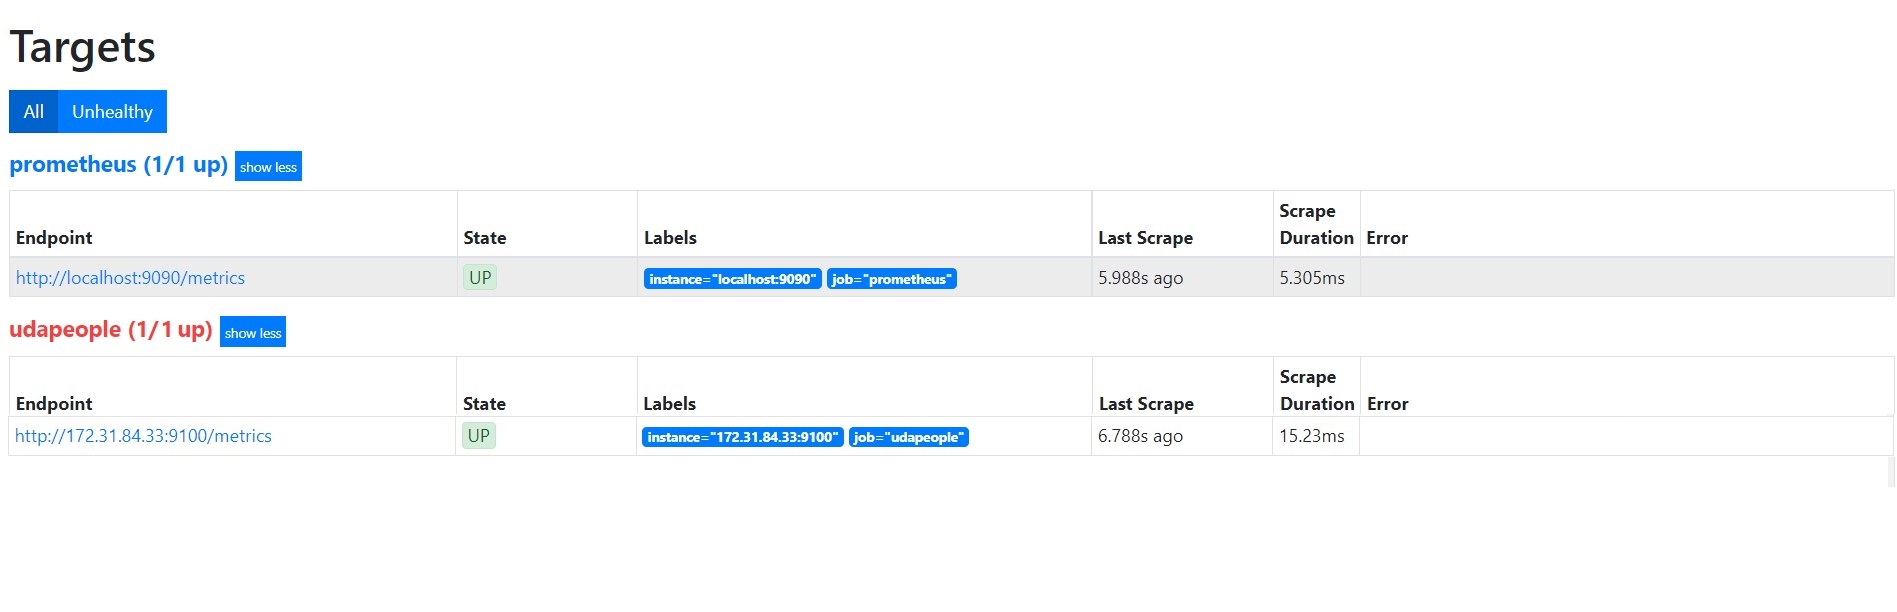 Targets
All Unhealthy
prometheus (1/1 up) show less
Endpoint State Labels Last Scrape Scrape Duration Error
http://localhost:9090/metrics UP instance="localhost:9090" job="prometheus" 5.988s ago 5.305ms
udapeople (1/1 up) show less
Endpoint State Labels Last Scrape Scrape Duration Error
http://172.31.84.33:9100/metrics UP instance="172.31.84.33:9100" job="udapeople" 6.788s ago 15.23ms